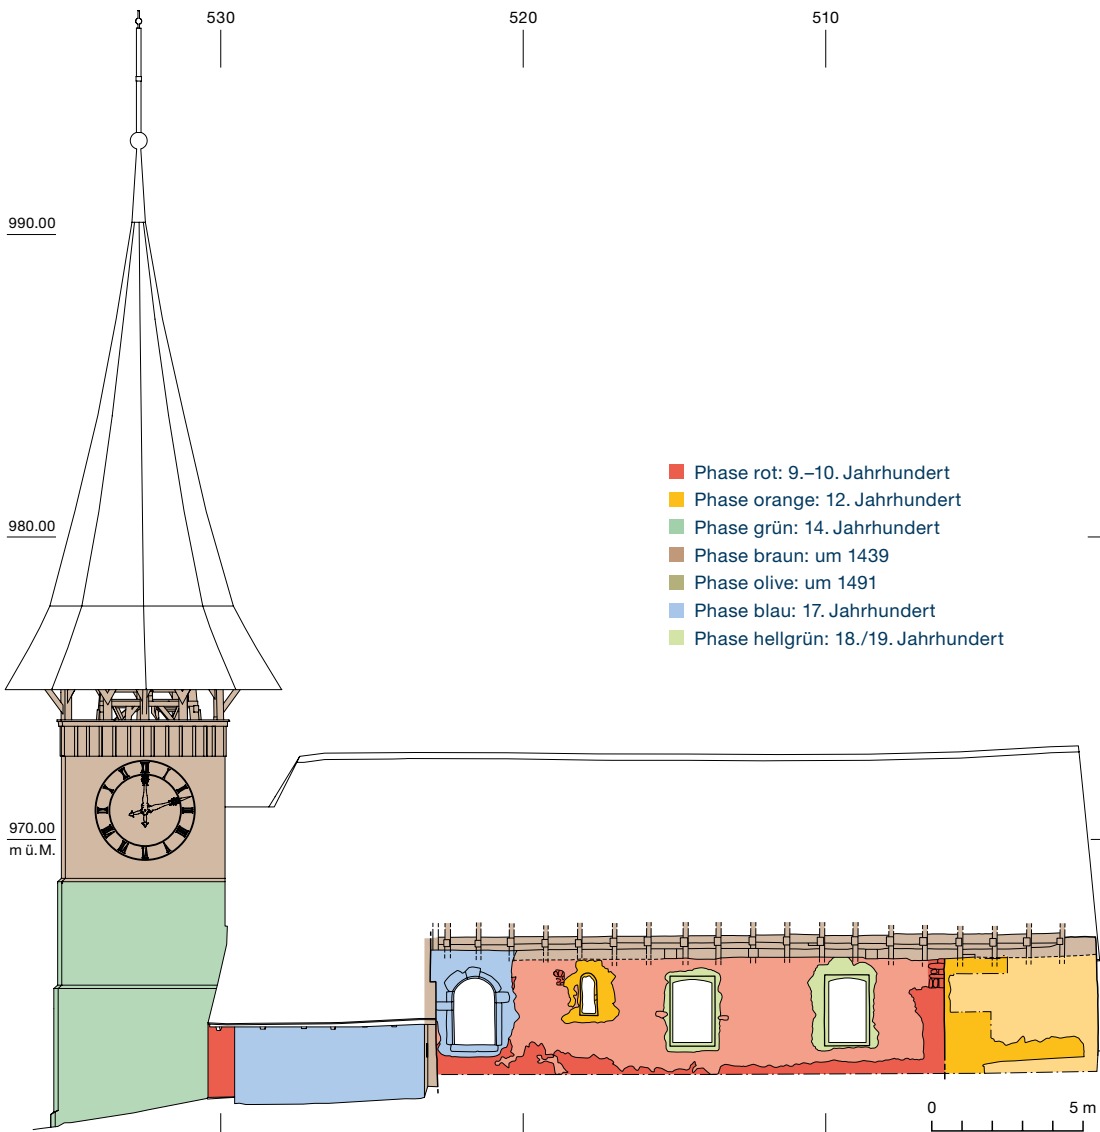 530 520 510
990.00
980.00
970.00
m ü.M.
Phase rot: 9.–10. Jahrhundert
Phase orange: 12. Jahrhundert
Phase grün: 14. Jahrhundert
Phase braun: um 1439
Phase olive: um 1491
Phase blau: 17. Jahrhundert
Phase hellgrün: 18./19. Jahrhundert
0 5 m